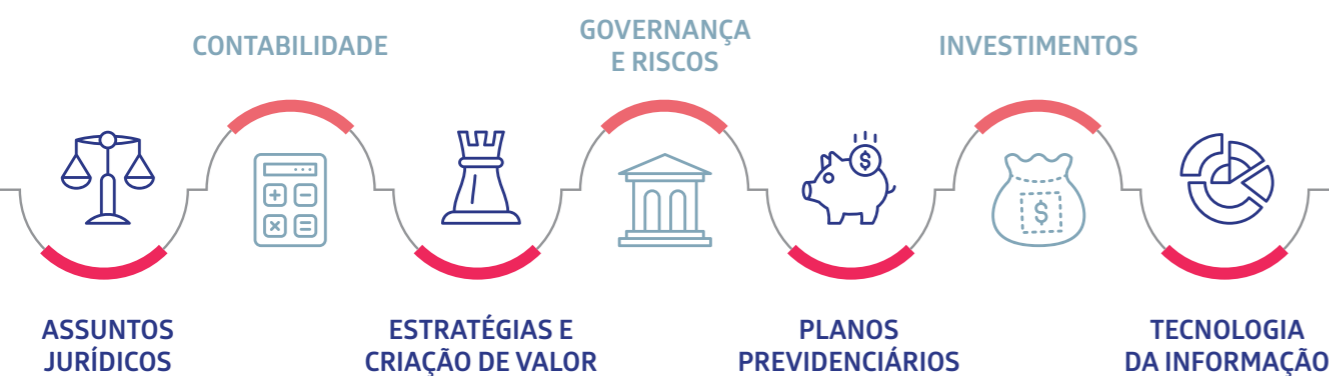 ASSUNTOS
JURÍDICOS
CONTABILIDADE
ESTRATÉGIAS E
CRIAÇÃO DE VALOR
GOVERNANÇA
E RISCOS
PLANOS
PREVIDENCIÁRIOS
$
INVESTIMENTOS
$
TECNOLOGIA
DA INFORMAÇÃO